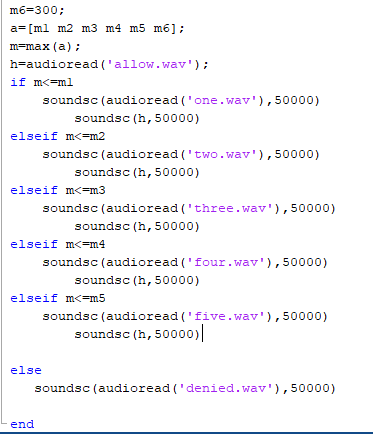 m6=300;
a=[m1 m2 m3 m4 m5 m6];
m=max(a);
h=audioread('allow.wav');
if m<=m1
    soundsc(audioread('one.wav'),50000)
        soundsc(h,50000)
elseif m<=m2
    soundsc(audioread('two.wav'),50000)
        soundsc(h,50000)
elseif m<=m3
    soundsc(audioread('three.wav'),50000)
        soundsc(h,50000)
elseif m<=m4
    soundsc(audioread('four.wav'),50000)
        soundsc(h,50000)
elseif m<=m5
    soundsc(audioread('five.wav'),50000)
        soundsc(h,50000)
else
   soundsc(audioread('denied.wav'),50000)
end